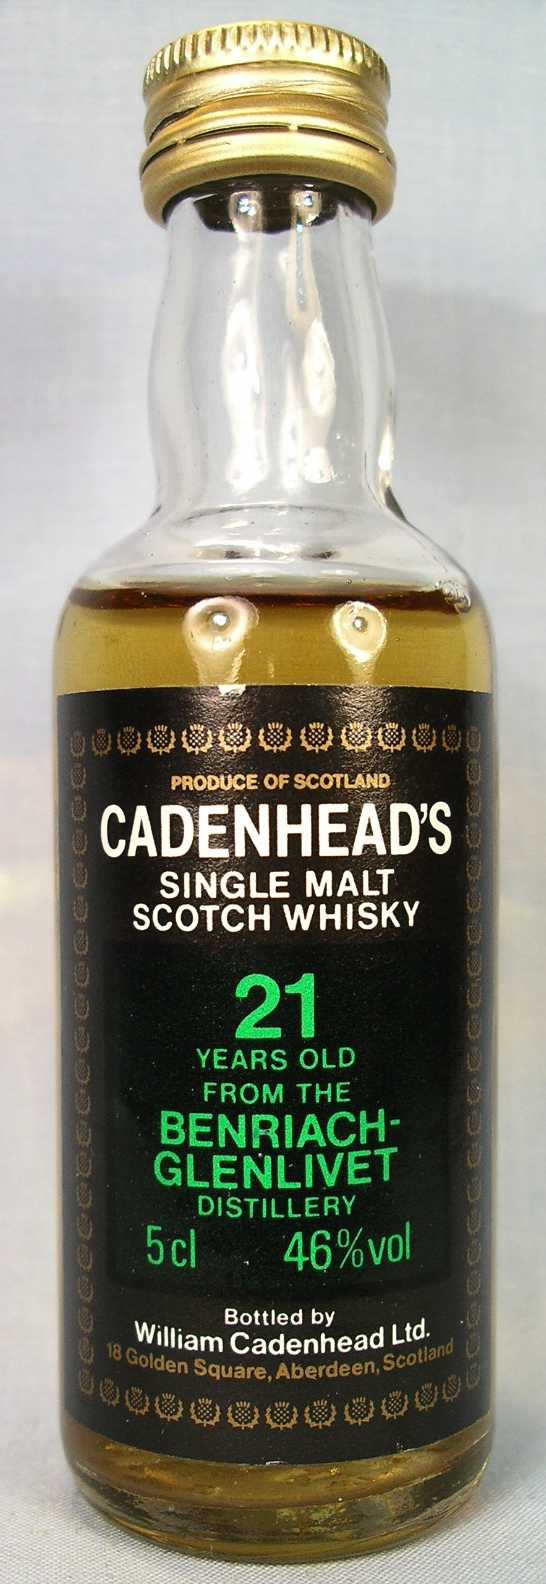 PRODUCE OF SCOTLAND
CADENHEAD'S
SINGLE MALT
SCOTCH WHISKY
21
YEARS OLD
FROM THE
BENRIACH-
GLENLIVET
DISTILLERY
5 cl 46% vol
Bottled by
William Cadenhead Ltd.
18 Golden Square, Aberdeen, Scotland